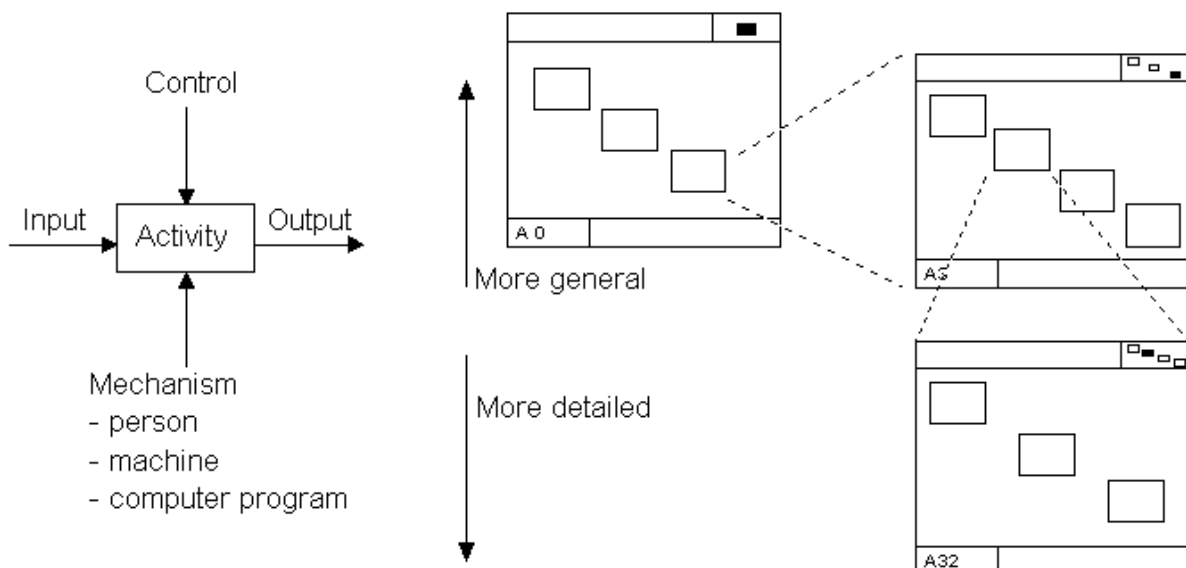 Control
Input
Activity
Output
Mechanism
- person
- machine
- computer program
More general
More detailed
A 0
A3
A32